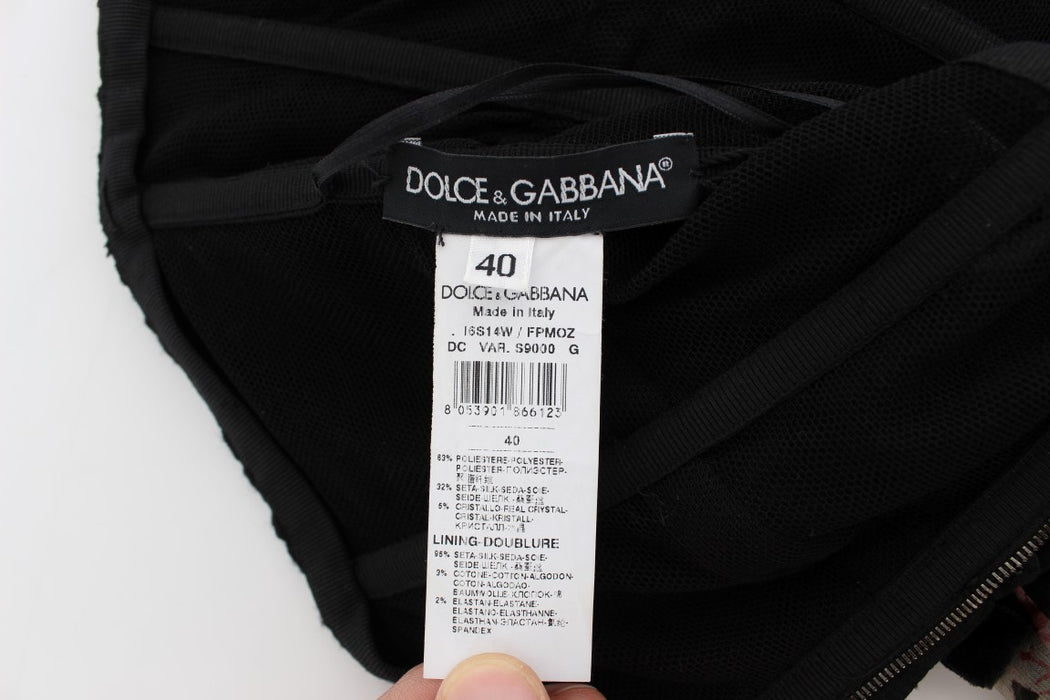 DOLCE & GABBANA®
MADE IN ITALY
40
DOLCE & GABBANA
Made in Italy
. I6S14W / FPMOZ
DC VAR. S9000 G
8 053901 866123
40
63% POLIESTERE-POLYESTER-
POLIESTER-ПОЛИЭСТЕР-
32% SETA-SILK-SEDA-SOIE-
SEIDE-ШЕЛК-
5% CRISTALLO-REAL CRYSTAL-
CRISTAL-KRISTALL-
КРИСТАЛЛ-
LINING-DOUBLURE
95% SETA-SILK-SEDA-SOIE-
SEIDE-ШЕЛК-
3% COTONE-COTTON-ALGODON-
COTON-ALGODAO-
BAUMWOLLE-ХЛОПОК-
2% ELASTAN-ELASTANE-
ELASTANO-ELASTHANNE-
ELASTHAN-ЭЛАСТАН-
SPANDEX